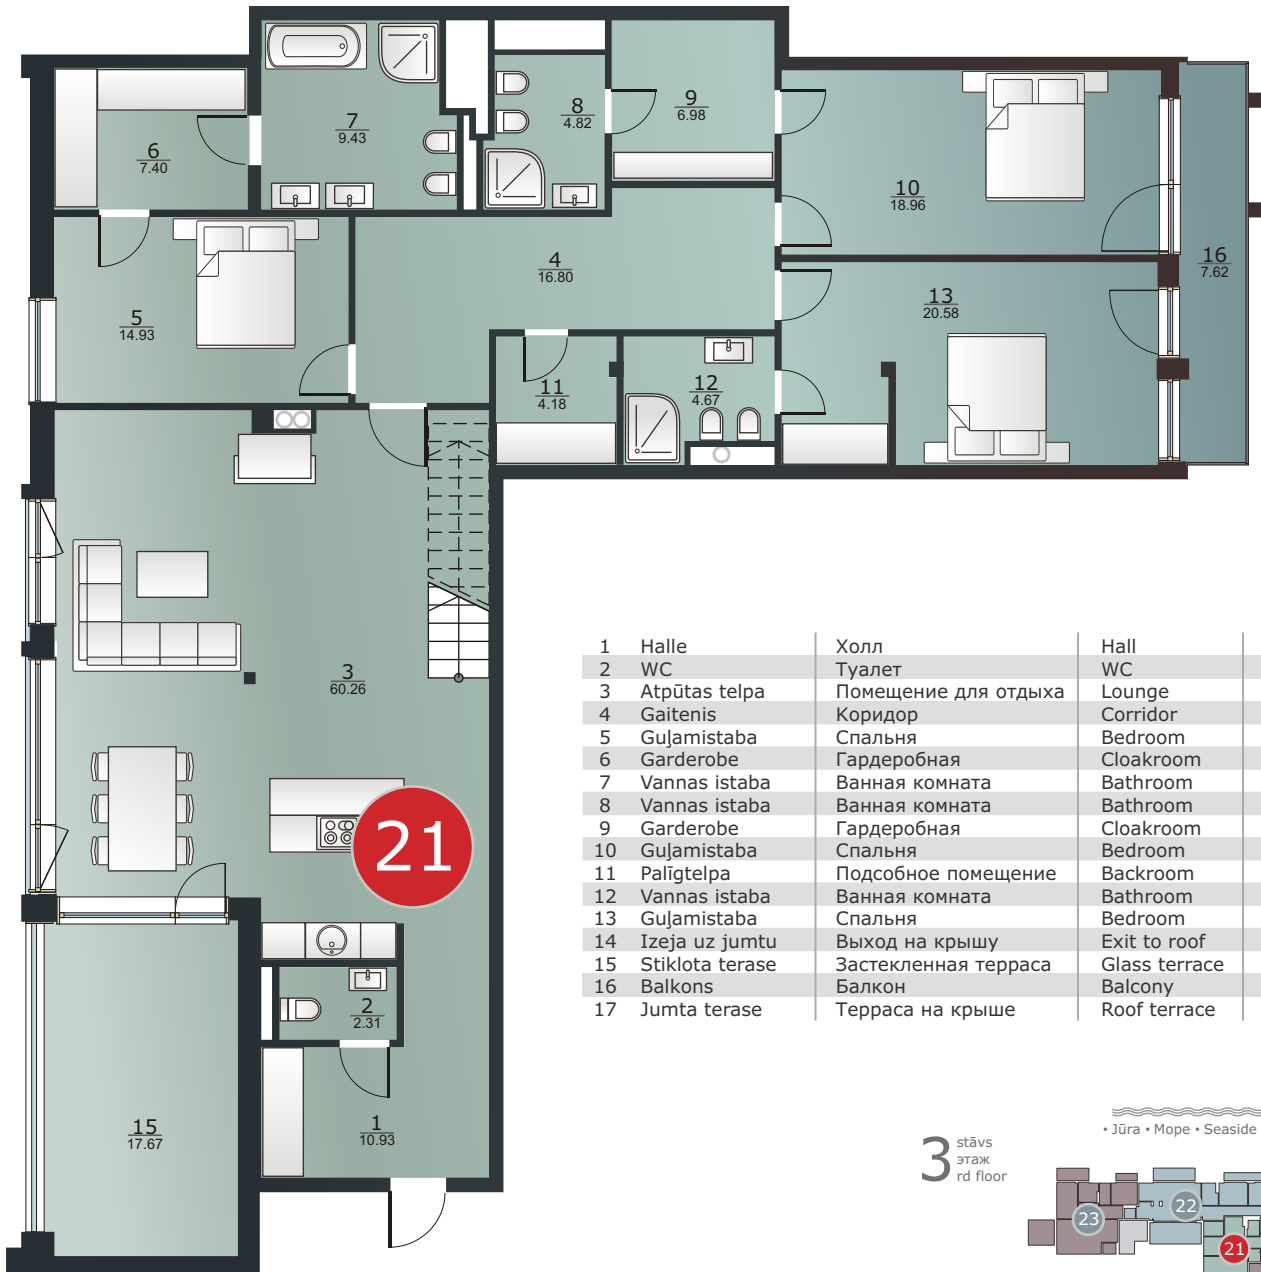 7
9.43
8
4.82
9
6.98
6
7.40
10
18.96
4
16.80
16
7.62
5
14.93
13
20.58
11
4.18
12
4.67
3
60.26
21
2
2.31
1
10.93
15
17.67
1 Halle Холл Hall
2 WC Туалет WC
3 Atpūtas telpa Помещение для отдыха Lounge
4 Gaitenis Коридор Corridor
5 Guļamistaba Спальня Bedroom
6 Garderobe Гардеробная Cloakroom
7 Vannas istaba Ванная комната Bathroom
8 Vannas istaba Ванная комната Bathroom
9 Garderobe Гардеробная Cloakroom
10 Guļamistaba Спальня Bedroom
11 Palīgtelpa Подсобное помещение Backroom
12 Vannas istaba Ванная комната Bathroom
13 Guļamistaba Спальня Bedroom
14 Izeja uz jumtu Выход на крышу Exit to roof
15 Stiklota terase Застекленная терраса Glass terrace
16 Balkons Балкон Balcony
17 Jumta terase Терраса на крыше Roof terrace
• Jūra • Море • Seaside
3 stāvs
этаж
rd floor
22
23
21